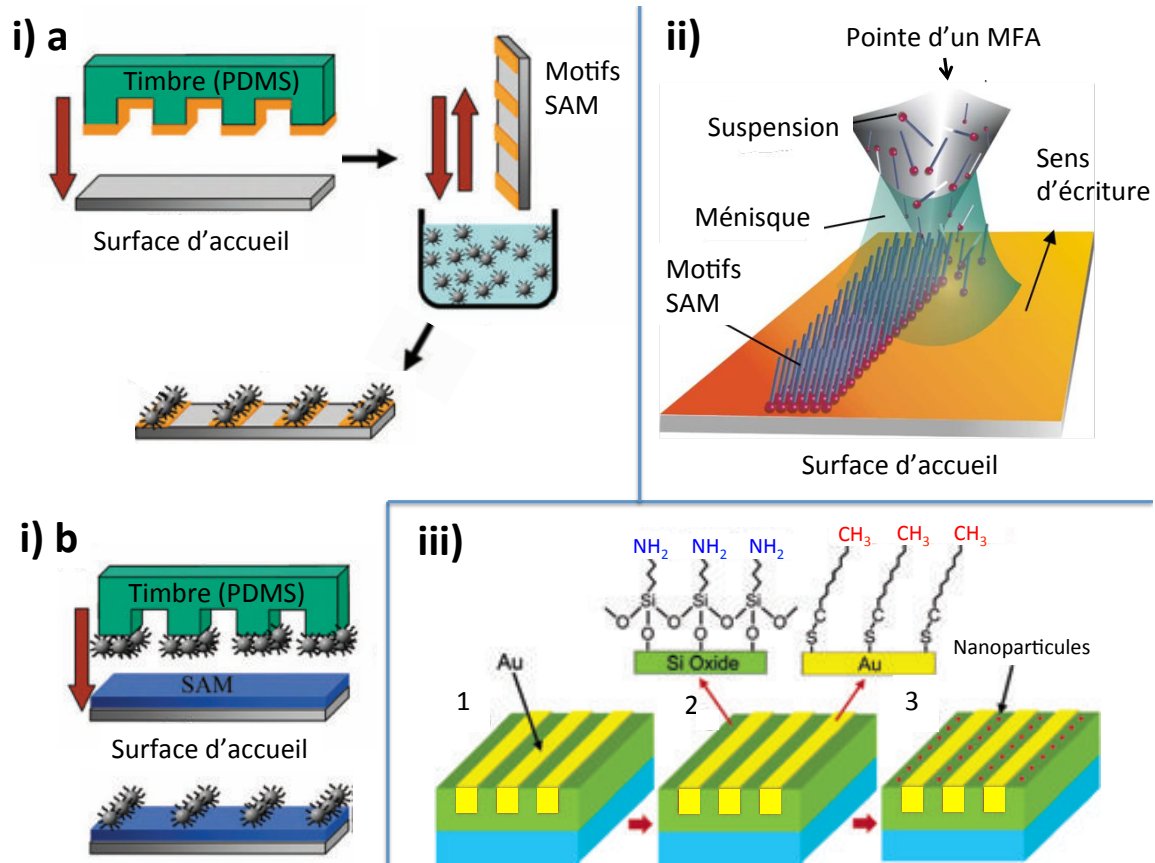 i) a
Timbre (PDMS)
Surface d'accueil
Motifs
SAM
ii)
Pointe d'un MFA
Suspension
Ménisque
Motifs
SAM
Sens
d'écriture
Surface d'accueil
i) b
Timbre (PDMS)
SAM
Surface d'accueil
iii)
NH2 NH2 NH2
CH3 CH3 CH3
Si Si Si
O O O O
O O O
Si Oxide
C C C
S S S
Au
Nanoparticules
Au
1
2
3